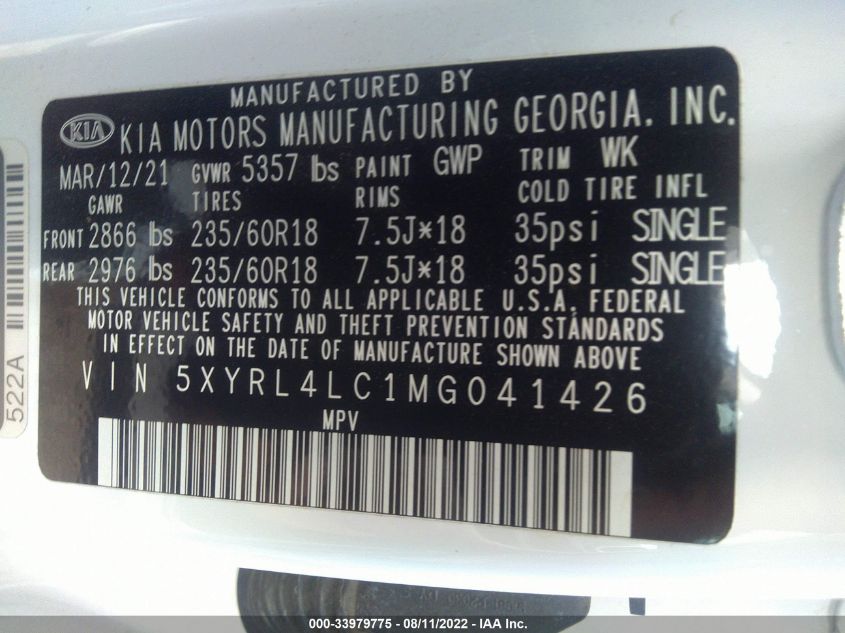 MANUFACTURED BY
KIA KIA MOTORS MANUFACTURING GEORGIA, INC.
MAR/12/21 GVWR 5357 lbs PAINT GWP TRIM WK
GAWR TIRES RIMS COLD TIRE INFL
FRONT 2866 lbs 235/60R18 7.5J*18 35psi SINGLE
REAR 2976 lbs 235/60R18 7.5J*18 35psi SINGLE
THIS VEHICLE CONFORMS TO ALL APPLICABLE U.S.A. FEDERAL
MOTOR VEHICLE SAFETY AND THEFT PREVENTION STANDARDS
IN EFFECT ON THE DATE OF MANUFACTURE SHOWN ABOVE
VIN 5XYRL4LC1MG041426
MPV
522A
000-33979775 - 08/11/2022 - IAA Inc.